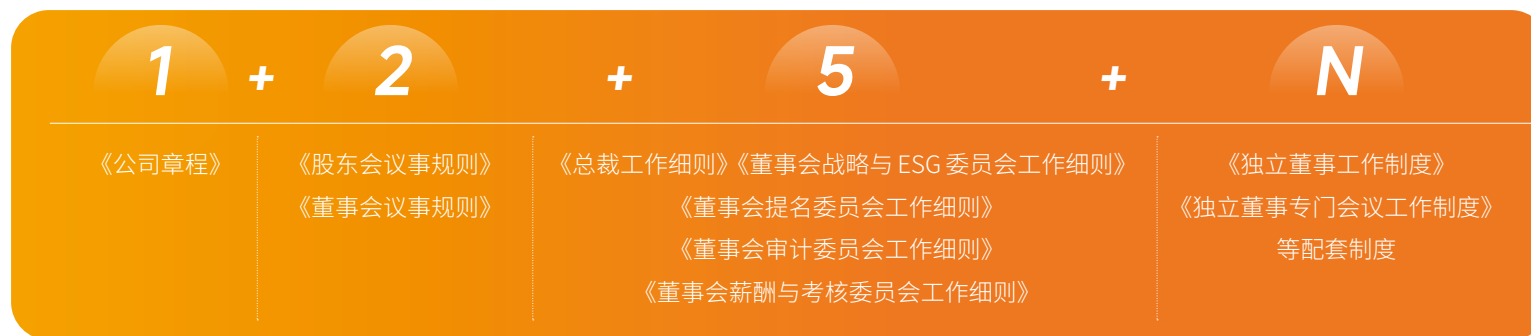 1 + 2 + 5 + N
《公司章程》
《股东会议事规则》
《董事会议事规则》
《总裁工作细则》《董事会战略与 ESG 委员会工作细则》
《董事会提名委员会工作细则》
《董事会审计委员会工作细则》
《董事会薪酬与考核委员会工作细则》
《独立董事工作制度》
《独立董事专门会议工作制度》
等配套制度